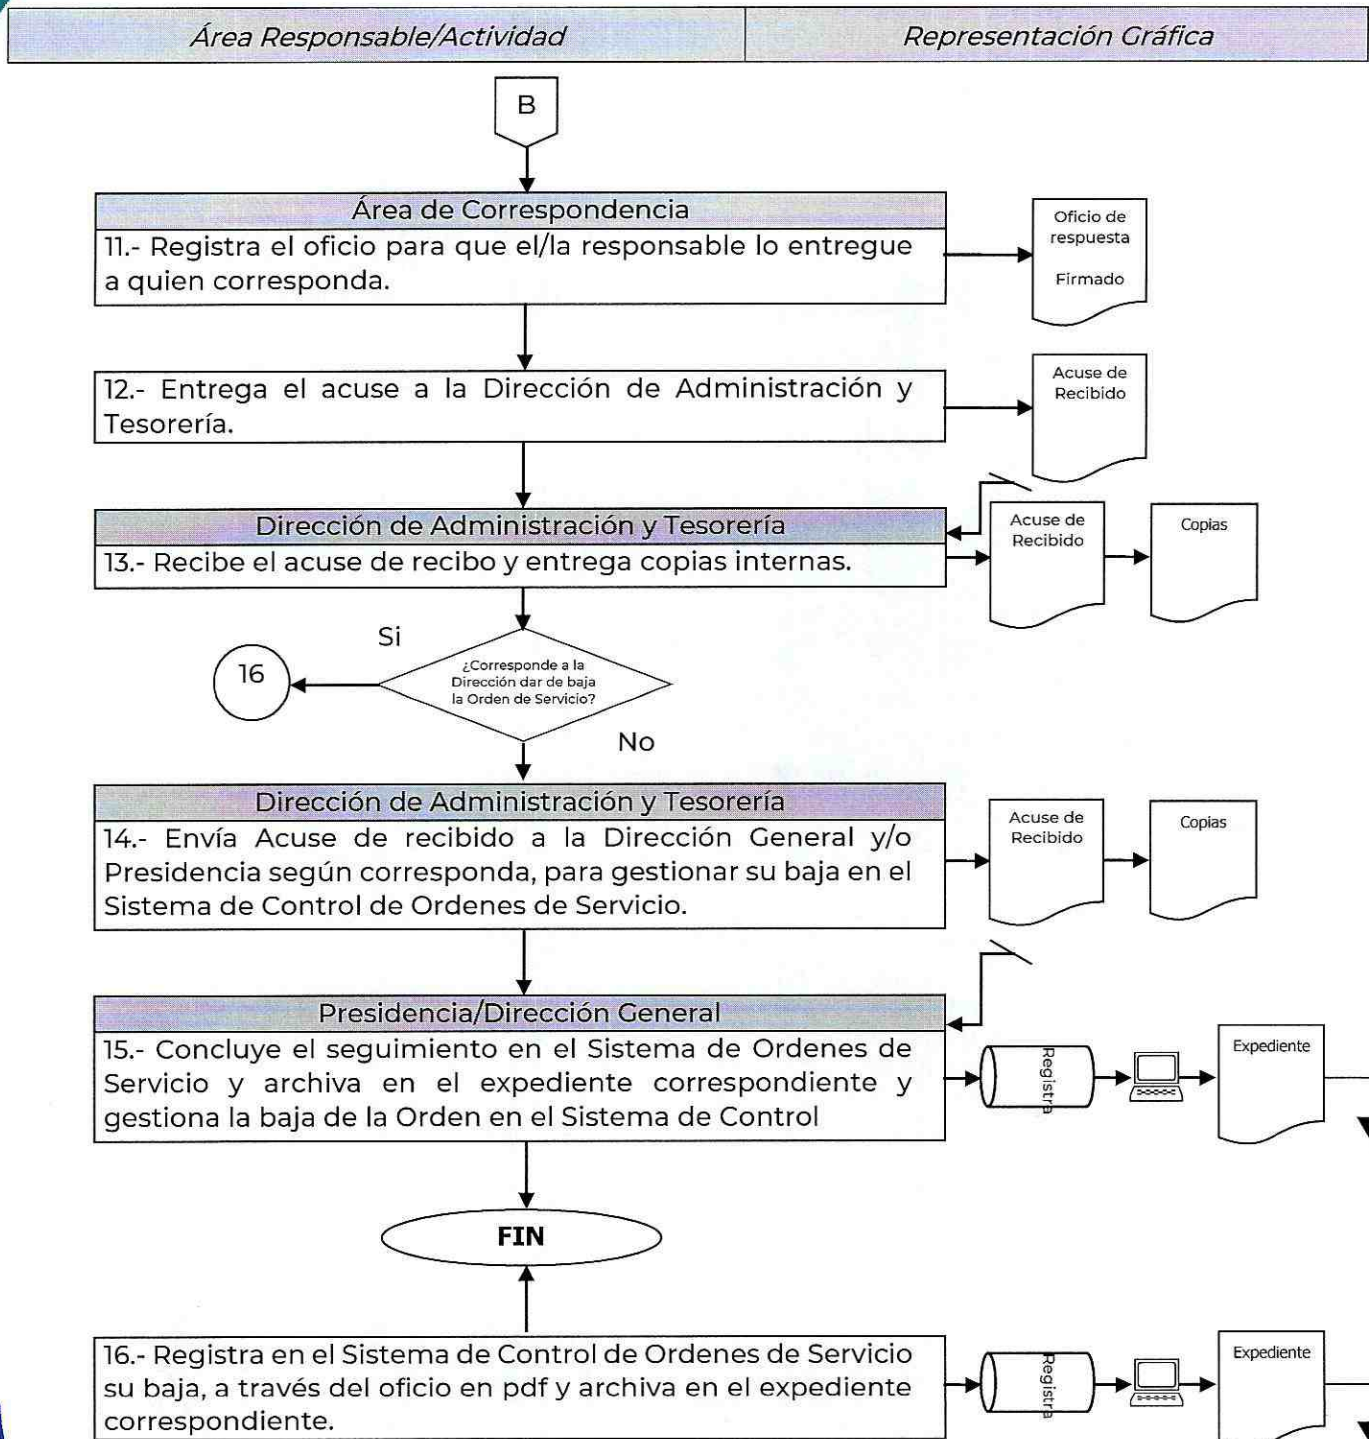 Área Responsable/Actividad
Representación Gráfica
B
Área de Correspondencia
11.- Registra el oficio para que el/la responsable lo entregue
a quien corresponda.
Oficio de
respuesta
Firmado
12.- Entrega el acuse a la Dirección de Administración y
Tesorería.
Acuse de
Recibido
Dirección de Administración y Tesorería
13.- Recibe el acuse de recibo y entrega copias internas.
Acuse de
Recibido
Copias
Si
16
¿Corresponde a la
Dirección dar de baja
la Orden de Servicio?
No
Dirección de Administración y Tesorería
14.- Envía Acuse de recibido a la Dirección General y/o
Presidencia según corresponda, para gestionar su baja en el
Sistema de Control de Ordenes de Servicio.
Acuse de
Recibido
Copias
Presidencia/Dirección General
15.- Concluye el seguimiento en el Sistema de Ordenes de
Servicio y archiva en el expediente correspondiente y
gestiona la baja de la Orden en el Sistema de Control
Registra
Expediente
FIN
16.- Registra en el Sistema de Control de Ordenes de Servicio
su baja, a través del oficio en pdf y archiva en el expediente
correspondiente.
Registra
Expediente